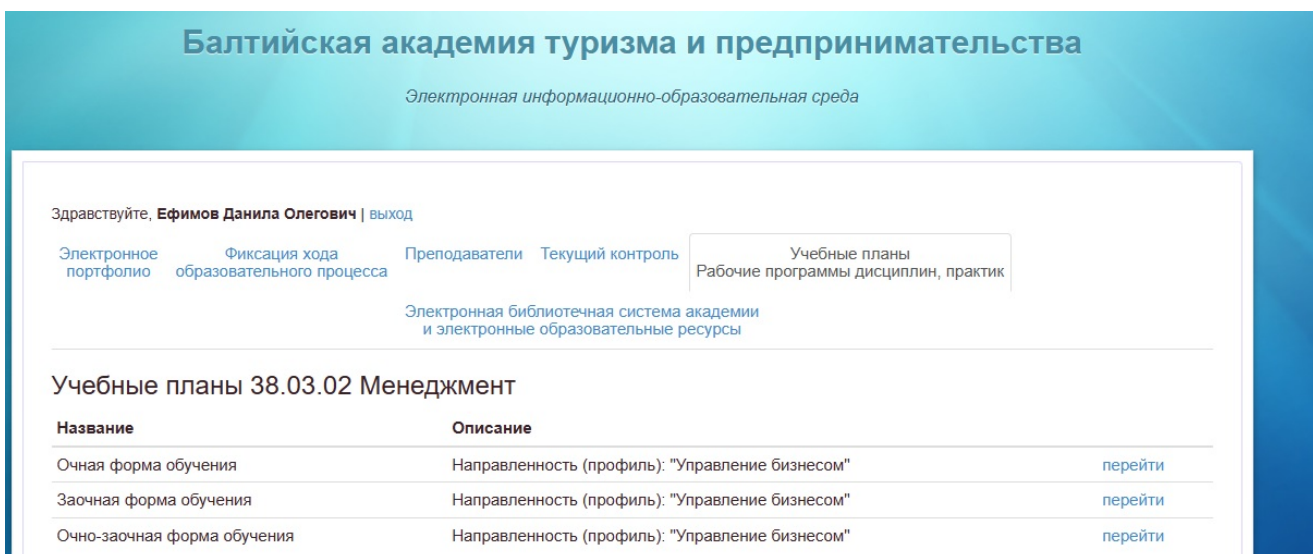 Балтийская академия туризма и предпринимательства
Электронная информационно-образовательная среда
Здравствуйте, Ефимов Данила Олегович | выход
Электронное
портфолио
Фиксация хода
образовательного процесса
Преподаватели
Текущий контроль
Учебные планы
Рабочие программы дисциплин, практик
Электронная библиотечная система академии
и электронные образовательные ресурсы
Учебные планы 38.03.02 Менеджмент
Название Описание
Очная форма обучения Направленность (профиль): "Управление бизнесом" перейти
Заочная форма обучения Направленность (профиль): "Управление бизнесом" перейти
Очно-заочная форма обучения Направленность (профиль): "Управление бизнесом" перейти